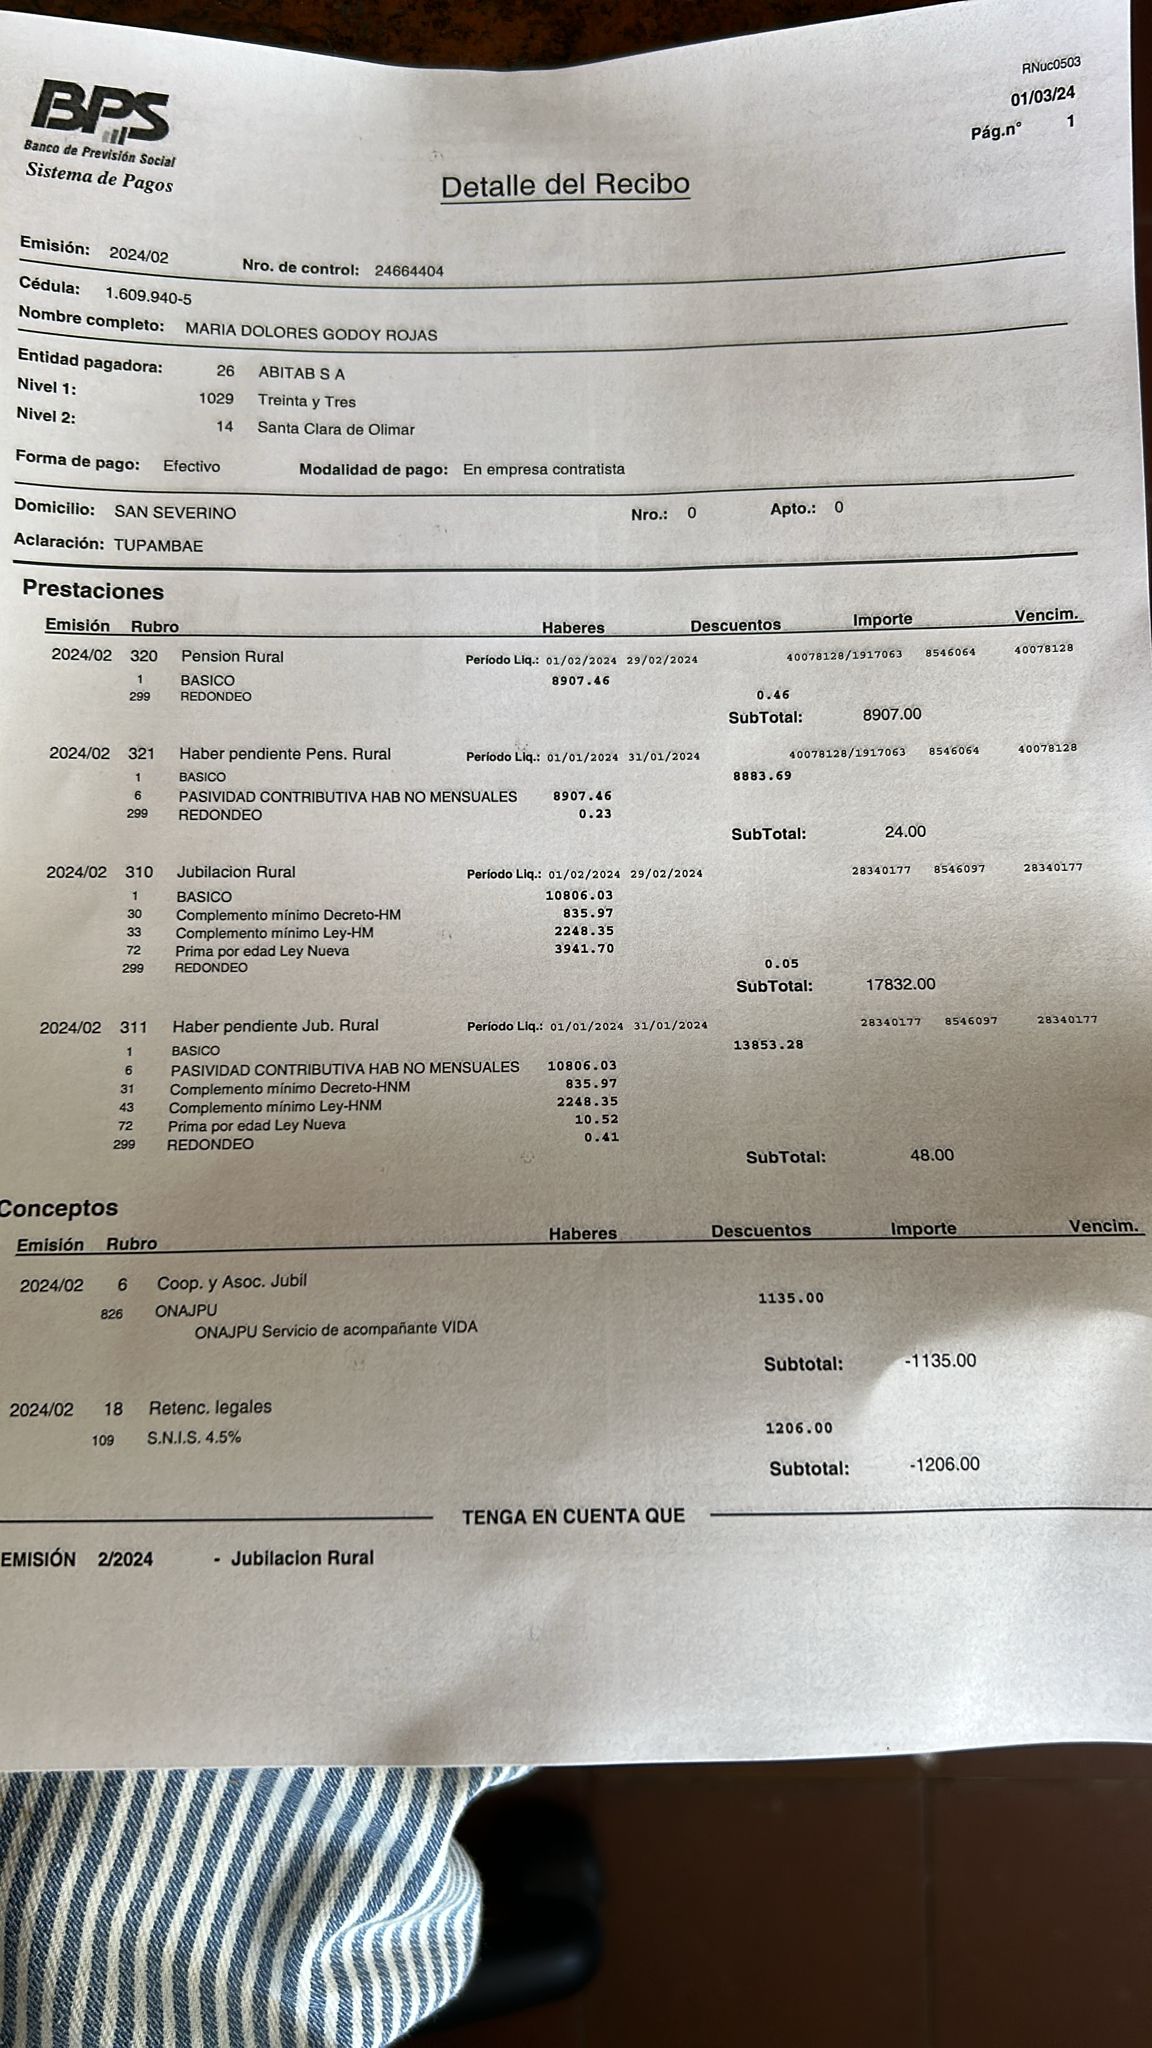 RNuc0503
01/03/24
Pág.n° 1
BPS
Banco de Previsión Social
Sistema de Pagos
Detalle del Recibo
Emisión: 2024/02 Nro. de control: 24664404
Cédula: 1.609.940-5
Nombre completo: MARIA DOLORES GODOY ROJAS
Entidad pagadora: 26 ABITAB S A
Nivel 1: 1029 Treinta y Tres
Nivel 2: 14 Santa Clara de Olimar
Forma de pago: Efectivo Modalidad de pago: En empresa contratista
Domicilio: SAN SEVERINO Nro.: 0 Apto.: 0
Aclaración: TUPAMBAE
Prestaciones
Emisión Rubro Haberes Descuentos Importe Vencim.
2024/02 320 Pension Rural Período Liq.: 01/02/2024 29/02/2024 40078128/1917063 8546064 40078128
1 BASICO 8907.46
299 REDONDEO 0.46
SubTotal: 8907.00
2024/02 321 Haber pendiente Pens. Rural Período Liq.: 01/01/2024 31/01/2024 40078128/1917063 8546064 40078128
1 BASICO 8883.69
6 PASIVIDAD CONTRIBUTIVA HAB NO MENSUALES 8907.46
299 REDONDEO 0.23
SubTotal: 24.00
2024/02 310 Jubilacion Rural Período Liq.: 01/02/2024 29/02/2024 28340177 8546097 28340177
1 BASICO 10806.03
30 Complemento mínimo Decreto-HM 835.97
33 Complemento mínimo Ley-HM 2248.35
72 Prima por edad Ley Nueva 3941.70
299 REDONDEO 0.05
SubTotal: 17832.00
2024/02 311 Haber pendiente Jub. Rural Período Liq.: 01/01/2024 31/01/2024 28340177 8546097 28340177
1 BASICO 13853.28
6 PASIVIDAD CONTRIBUTIVA HAB NO MENSUALES 10806.03
31 Complemento mínimo Decreto-HNM 835.97
43 Complemento mínimo Ley-HNM 2248.35
72 Prima por edad Ley Nueva 10.52
299 REDONDEO 0.41
SubTotal: 48.00
Conceptos
Emisión Rubro Haberes Descuentos Importe Vencim.
2024/02 6 Coop. y Asoc. Jubil
826 ONAJPU 1135.00
ONAJPU Servicio de acompañante VIDA
Subtotal: -1135.00
2024/02 18 Retenc. legales
109 S.N.I.S. 4.5% 1206.00
Subtotal: -1206.00
TENGA EN CUENTA QUE
EMISIÓN 2/2024 - Jubilacion Rural